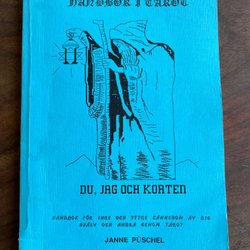 HANDBOK I TAROT
II
DU, JAG OCH KORTEN
HANDBOK FÖR INRE OCH YTTRE KÄNNEDOM AV DIG
SJÄLV OCH ANDRA GENOM TAROT
JANNE PÜSCHEL